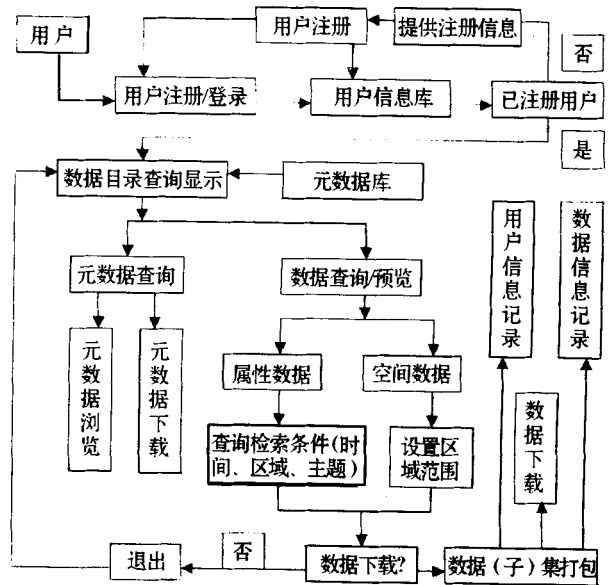 用户
用户注册
提供注册信息
否
用户注册/登录
用户信息库
已注册用户
是
数据目录查询显示
元数据库
用户信息记录
数据信息记录
元数据查询
数据查询/预览
元数据浏览
元数据下载
属性数据
空间数据
数据下载
查询检索条件(时
间、区域、主题)
设置区
域范围
退出
否
数据下载?
数据(子)集打包